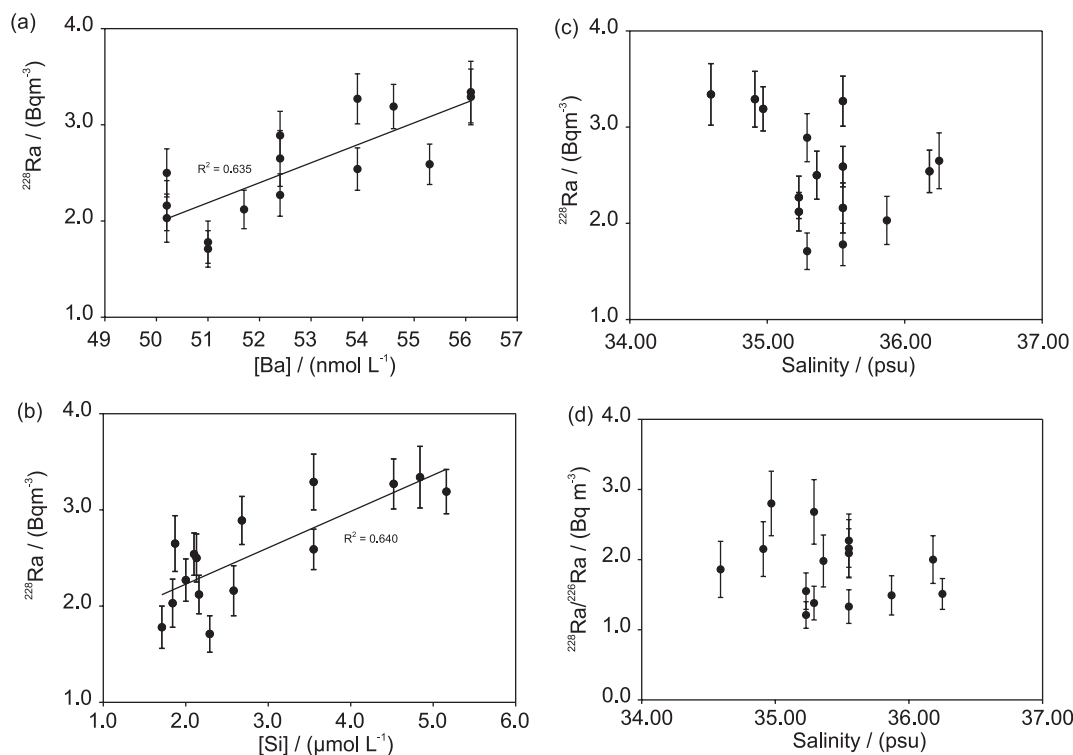 (a)
4.0
3.0
2.0
1.0
²²⁸Ra / (Bqm⁻³)
R² = 0.635
49 50 51 52 53 54 55 56 57
[Ba] / (nmol L⁻¹)
(b)
4.0
3.0
2.0
1.0
²²⁸Ra / (Bqm⁻³)
R² = 0.640
1.0 2.0 3.0 4.0 5.0 6.0
[Si] / (µmol L⁻¹)
(c)
4.0
3.0
2.0
1.0
²²⁸Ra / (Bqm⁻³)
34.00 35.00 36.00 37.00
Salinity / (psu)
(d)
4.0
3.0
2.0
1.0
0.0
²²⁸Ra/²²⁶Ra / (Bq m⁻³)
34.00 35.00 36.00 37.00
Salinity / (psu)